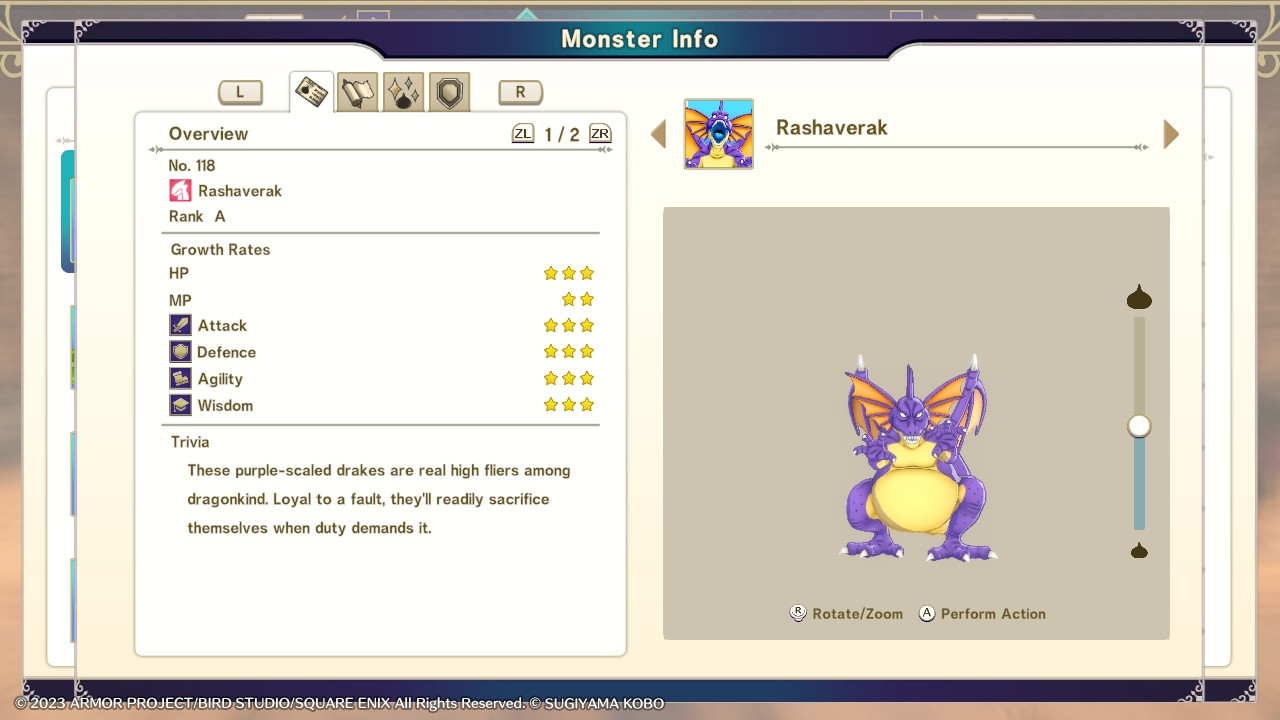 Monster Info
L
R
Overview
ZL 1 / 2 ZR
No. 118
Rashaverak
Rank A
Growth Rates
HP
MP
Attack
Defence
Agility
Wisdom
Trivia
These purple-scaled drakes are real high fliers among
dragonkind. Loyal to a fault, they'll readily sacrifice
themselves when duty demands it.
Rashaverak
R Rotate/Zoom A Perform Action
© 2023 ARMOR PROJECT/BIRD STUDIO/SQUARE ENIX All Rights Reserved. © SUGIYAMA KOBO